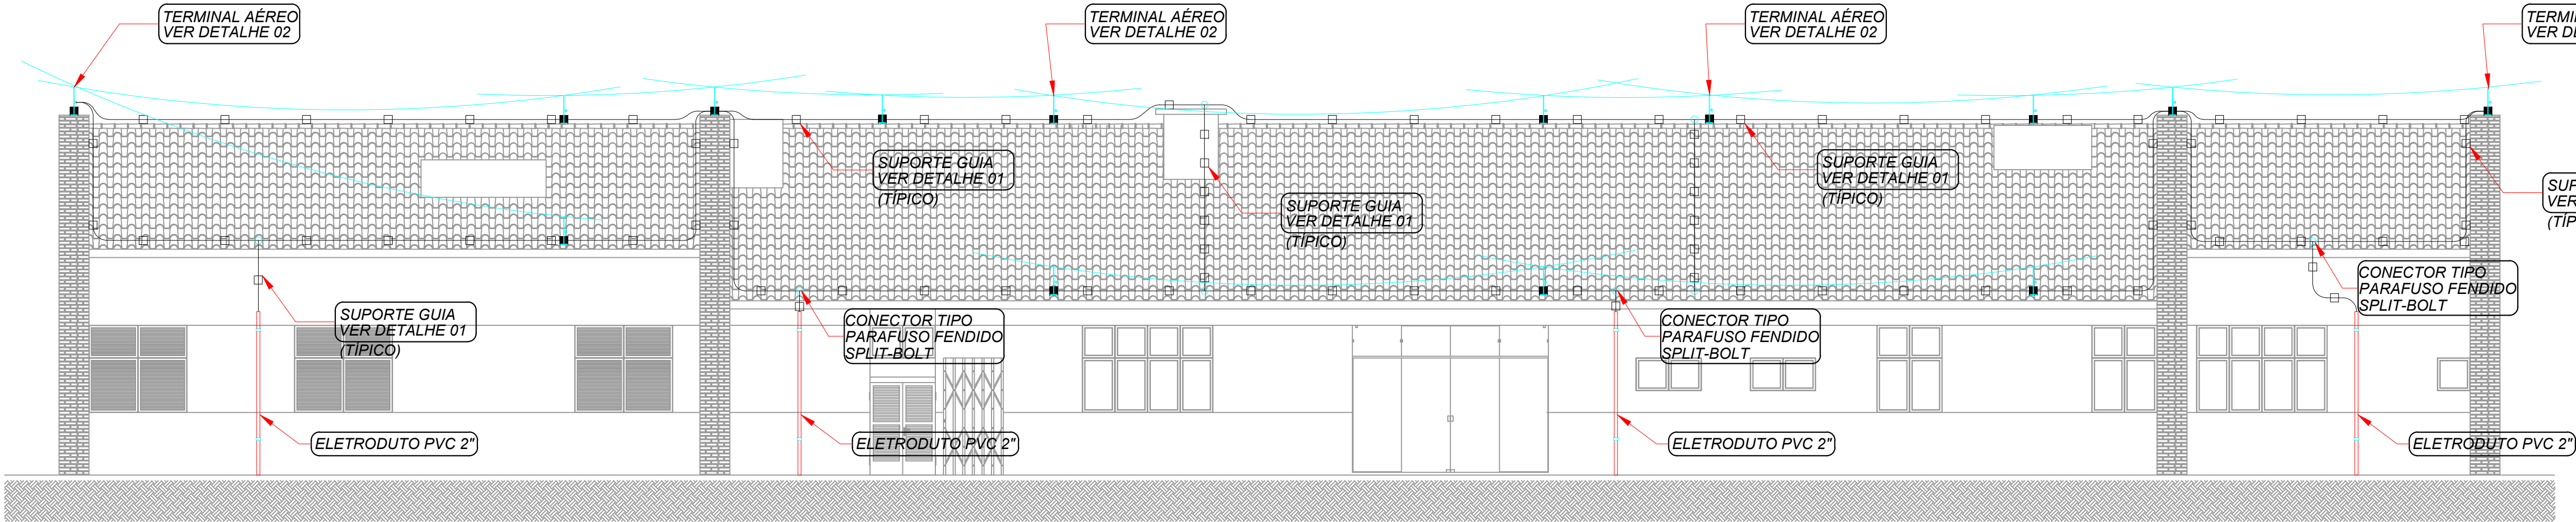 TERMINAL AÉREO
VER DETALHE 02
TERMINAL AÉREO
VER DETALHE 02
TERMINAL AÉREO
VER DETALHE 02
SUPORTE GUIA
VER DETALHE 01
(TÍPICO)
SUPORTE GUIA
VER DETALHE 01
(TÍPICO)
SUPORTE GUIA
VER DETALHE 01
(TÍPICO)
SUPORTE GUIA
VER DETALHE 01
(TÍPICO)
CONECTOR TIPO
PARAFUSO FENDIDO
SPLIT-BOLT
CONECTOR TIPO
PARAFUSO FENDIDO
SPLIT-BOLT
CONECTOR TIPO
PARAFUSO FENDIDO
SPLIT-BOLT
ELETRODUTO PVC 2"
ELETRODUTO PVC 2"
ELETRODUTO PVC 2"
ELETRODUTO PVC 2"